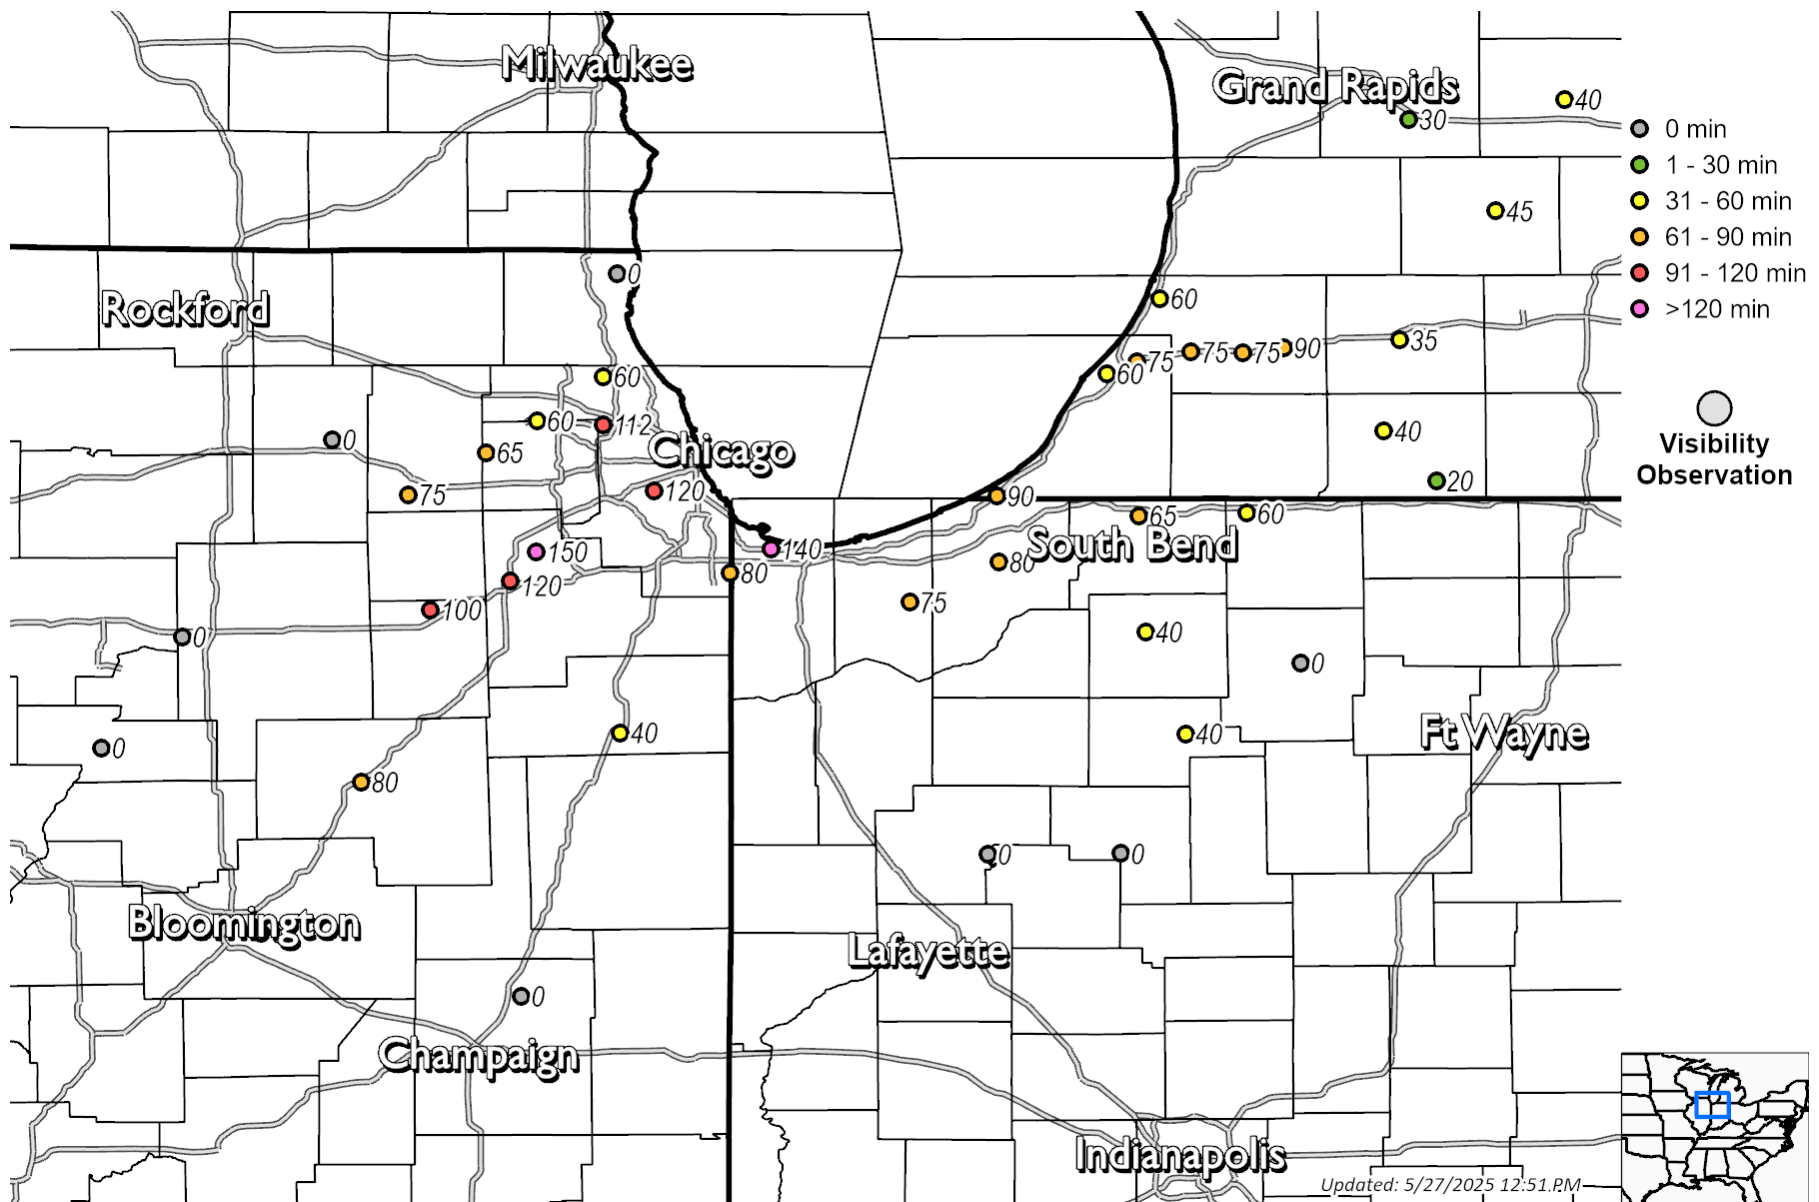 Milwaukee
Grand Rapids
40
30
0 min
1 - 30 min
45
31 - 60 min
61 - 90 min
0
91 - 120 min
Rockford
60
>120 min
35
75
75
75
90
60
60
60
112
0
40
Chicago
65
Visibility
Observation
75
120
90
20
65
60
150
140
South Bend
80
80
120
75
100
0
40
0
40
40
Ft Wayne
0
80
0
0
Bloomington
Lafayette
0
Champaign
Indianapolis
Updated: 5/27/2025 12:51 PM